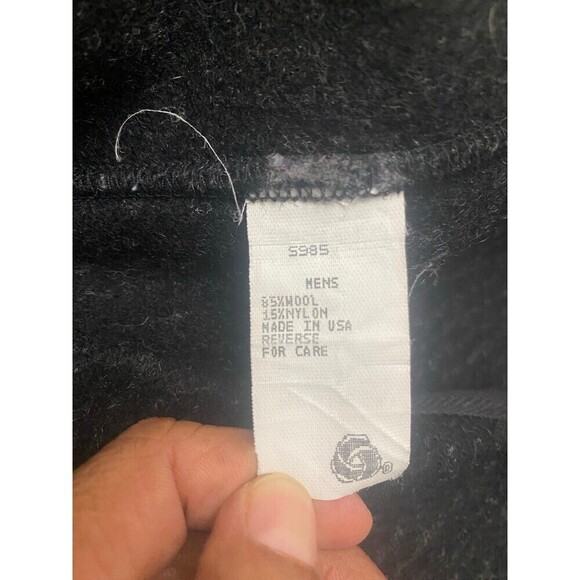 5985
MENS
85%WOOL
15%NYLON
MADE IN USA
REVERSE
FOR CARE
®